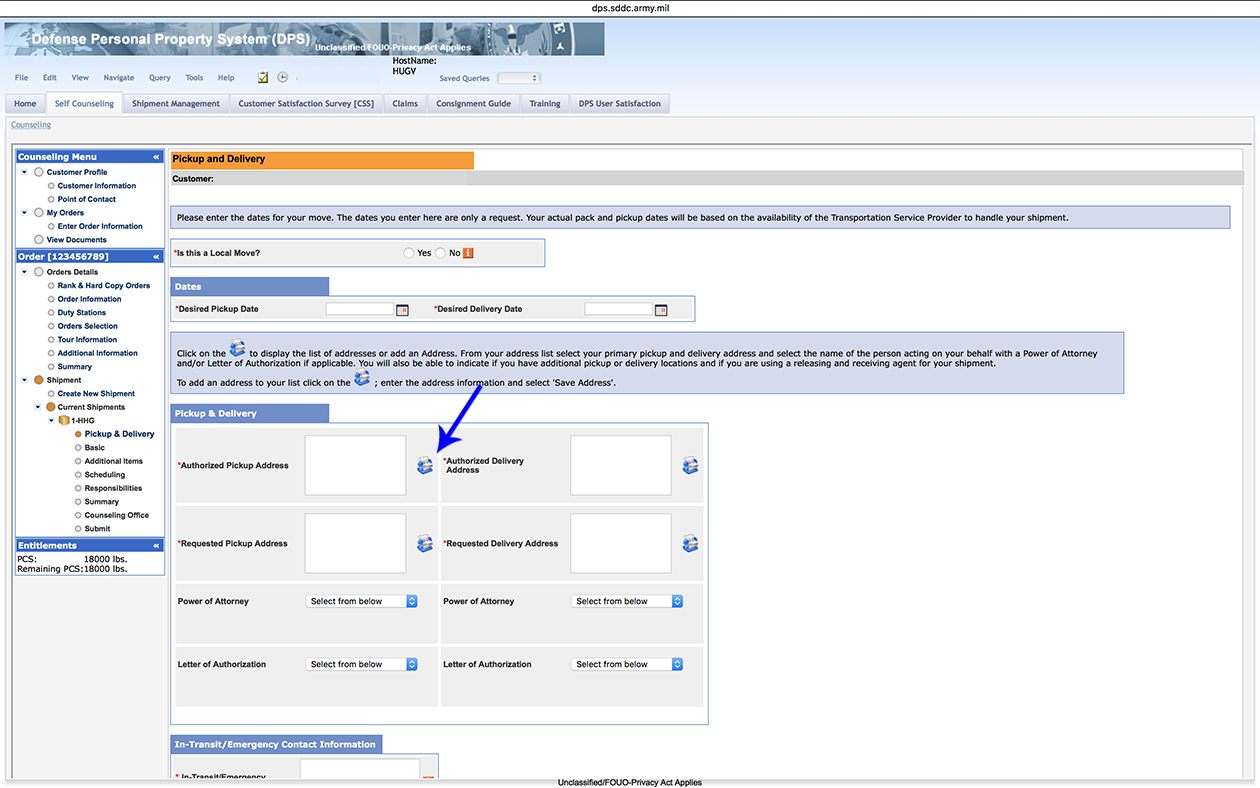 dps.sddc.army.mil
Defense Personal Property System (DPS) Unclassified/FOUO-Privacy Act Applies
HostName:
HUGV
File Edit View Navigate Query Tools Help Saved Queries
Home Self Counseling Shipment Management Customer Satisfaction Survey [CSS] Claims Consignment Guide Training DPS User Satisfaction
Counseling
Counseling Menu «
Customer Profile
Customer Information
Point of Contact
My Orders
Enter Order Information
View Documents
Order [123456789] «
Orders Details
Rank & Hard Copy Orders
Order Information
Duty Stations
Orders Selection
Tour Information
Additional Information
Summary
Shipment
Create New Shipment
Current Shipments
1-HHG
Pickup & Delivery
Basic
Additional Items
Scheduling
Responsibilities
Summary
Counseling Office
Submit
Entitlements «
PCS: 18000 lbs.
Remaining PCS:18000 lbs.
Pickup and Delivery
Customer:
Please enter the dates for your move. The dates you enter here are only a request. Your actual pack and pickup dates will be based on the availability of the Transportation Service Provider to handle your shipment.
*Is this a Local Move? Yes No
Dates
*Desired Pickup Date *Desired Delivery Date
Click on the to display the list of addresses or add an Address. From your address list select your primary pickup and delivery address and select the name of the person acting on your behalf with a Power of Attorney
and/or Letter of Authorization if applicable. You will also be able to indicate if you have additional pickup or delivery locations and if you are using a releasing and receiving agent for your shipment.
To add an address to your list click on the ; enter the address information and select 'Save Address'.
Pickup & Delivery
*Authorized Pickup Address *Authorized Delivery
Address
*Requested Pickup Address *Requested Delivery Address
Power of Attorney Select from below Power of Attorney Select from below
Letter of Authorization Select from below Letter of Authorization Select from below
In-Transit/Emergency Contact Information
* In-Transit/Emergency
Unclassified/FOUO-Privacy Act Applies